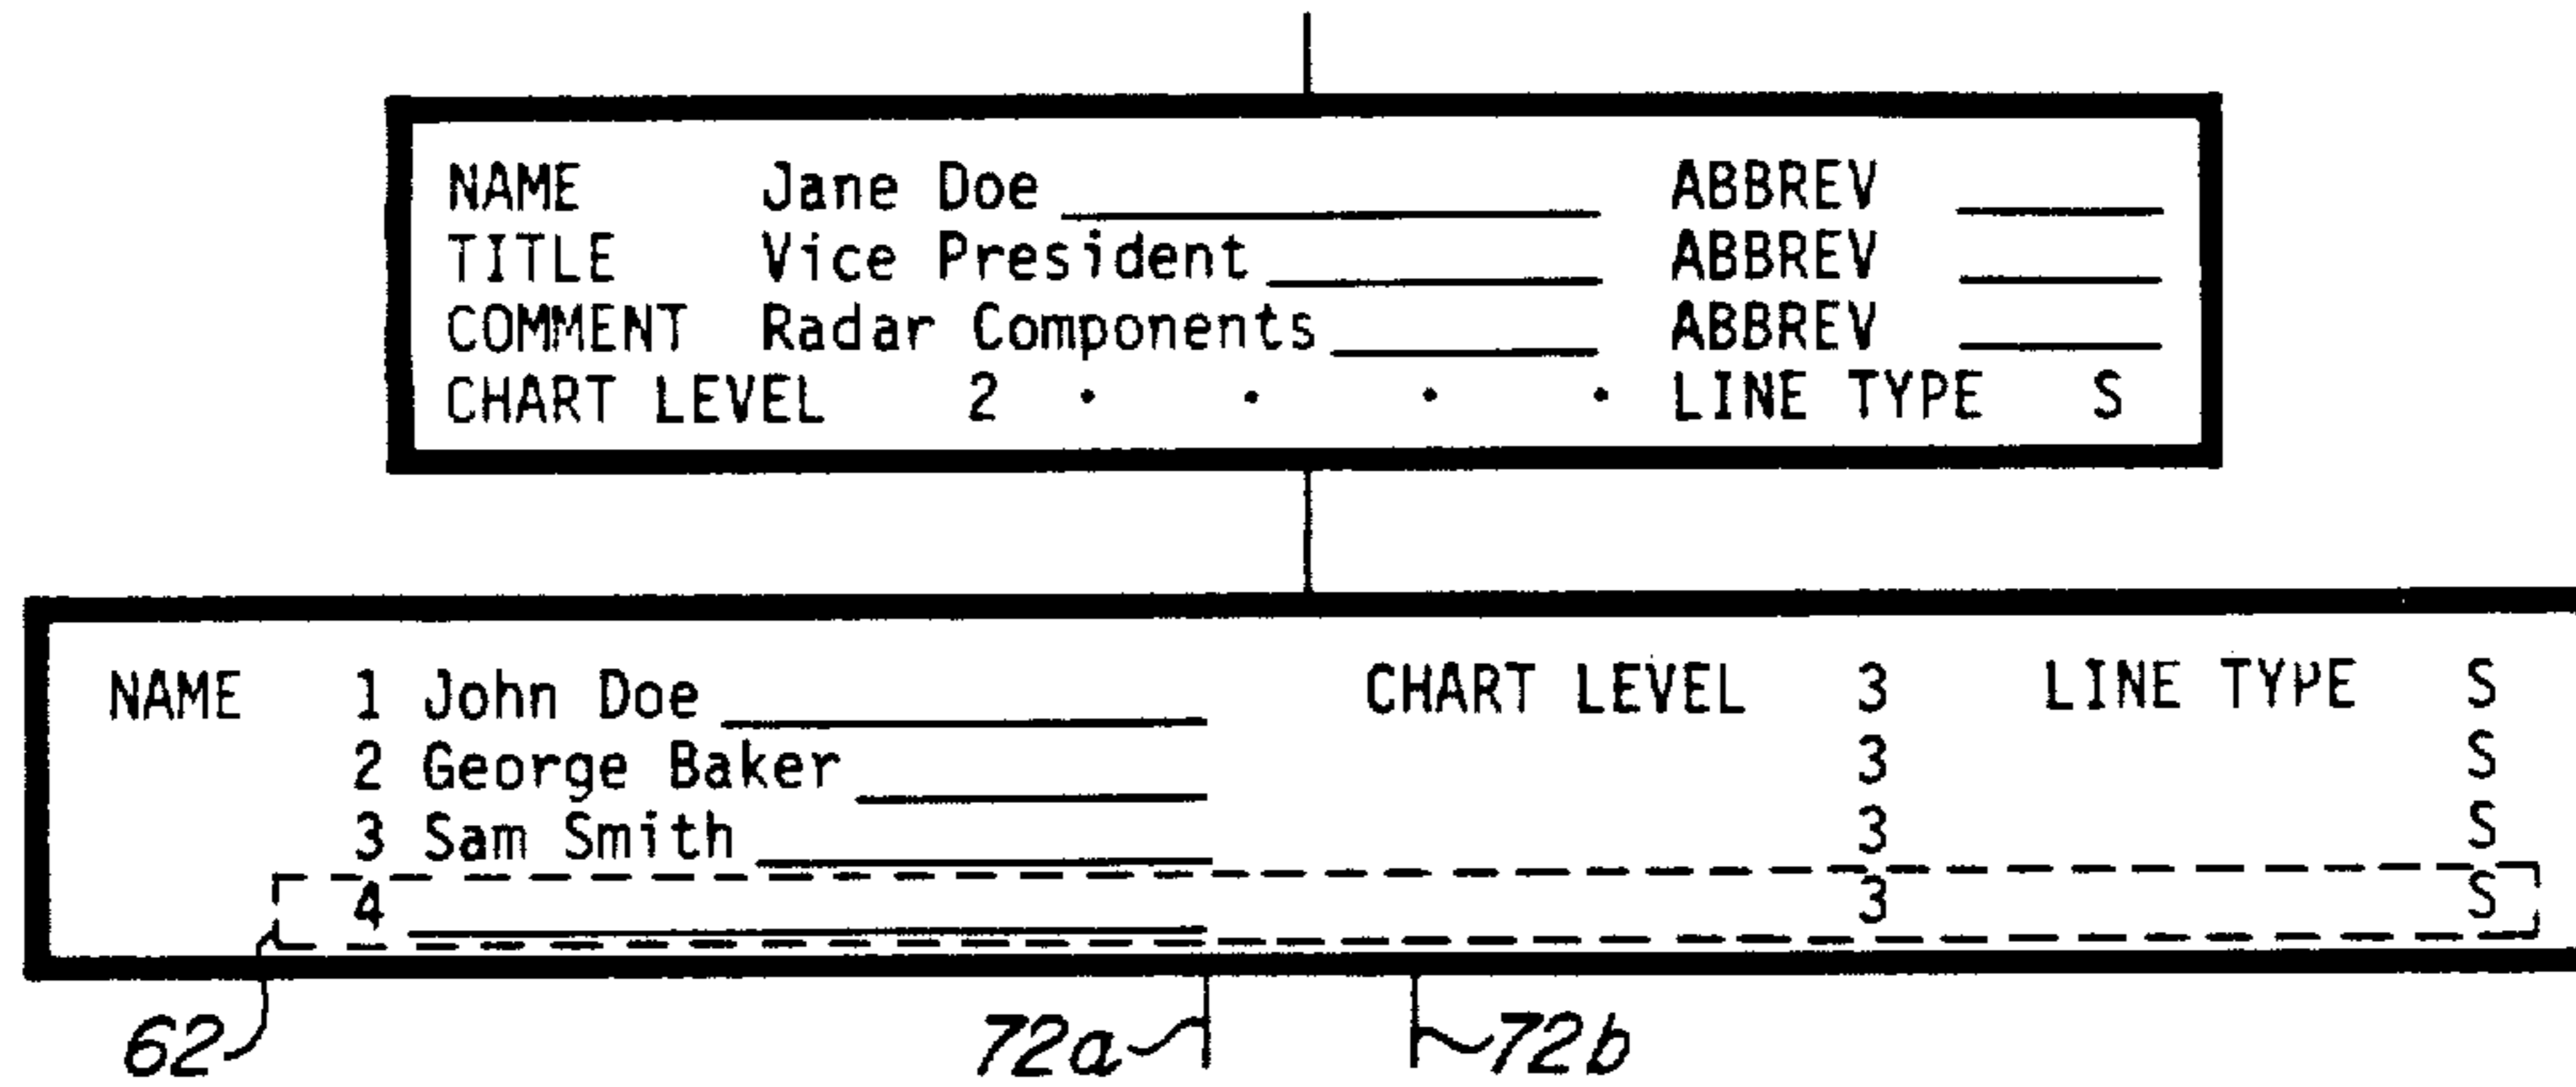 NAME Jane Doe ABBREV
TITLE Vice President ABBREV
COMMENT Radar Components ABBREV
CHART LEVEL 2 . . . . LINE TYPE S
NAME 1 John Doe CHART LEVEL 3 LINE TYPE S
2 George Baker 3 S
3 Sam Smith 3 S
4 3 S
62 72a 72b